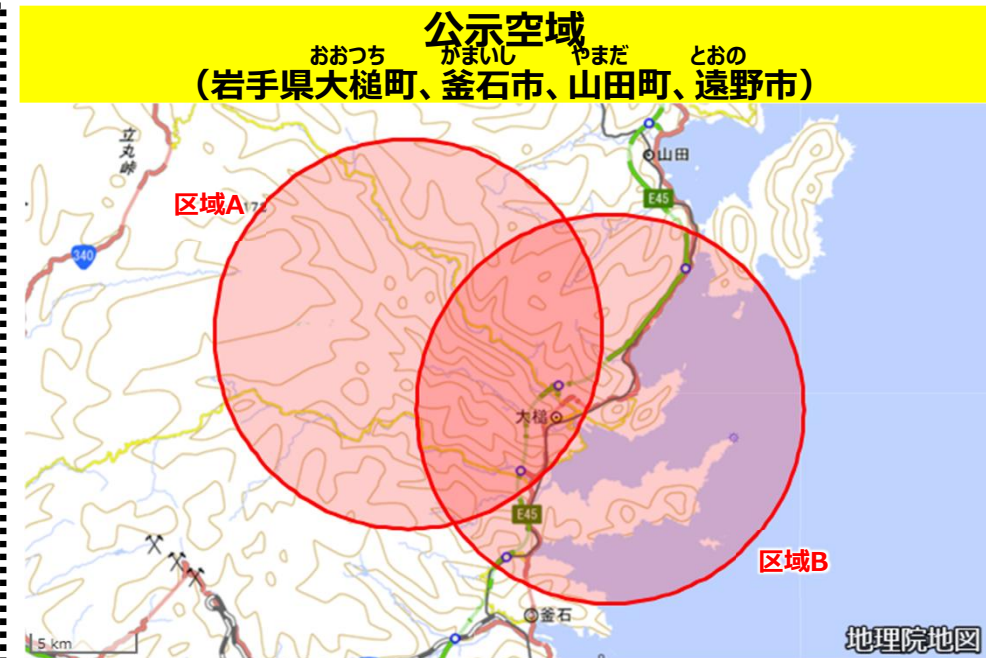 公示空域
おおつち かまいし やまだ とおの
（岩手県大槌町、釜石市、山田町、遠野市）
立丸峠
山田
区域A
E45
340
大槌
E45
区域B
釜石
5 km
地理院地図